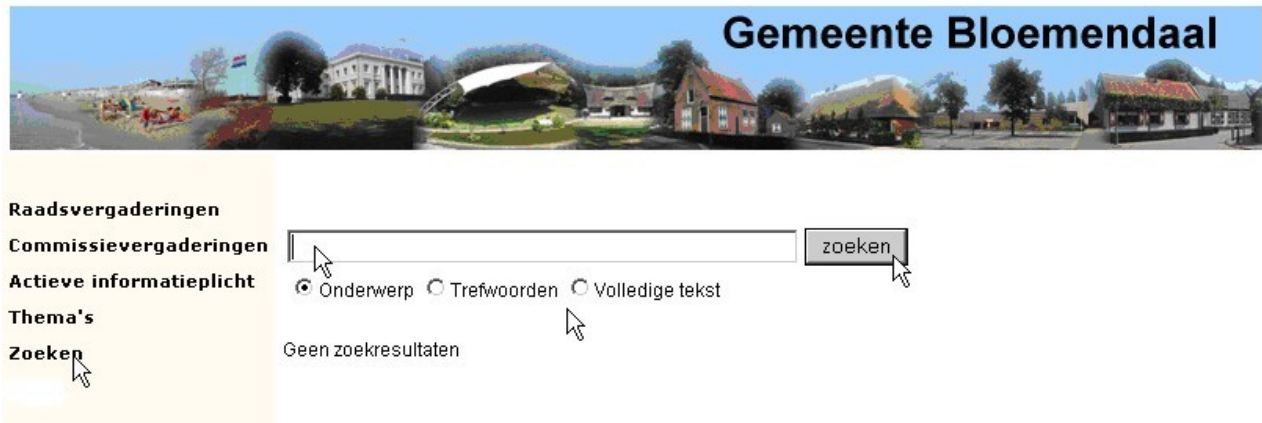 Gemeente Bloemendaal
Raadsvergaderingen
Commissievergaderingen
Actieve informatieplicht
Thema's
Zoeken
zoeken
Onderwerp Trefwoorden Volledige tekst
Geen zoekresultaten